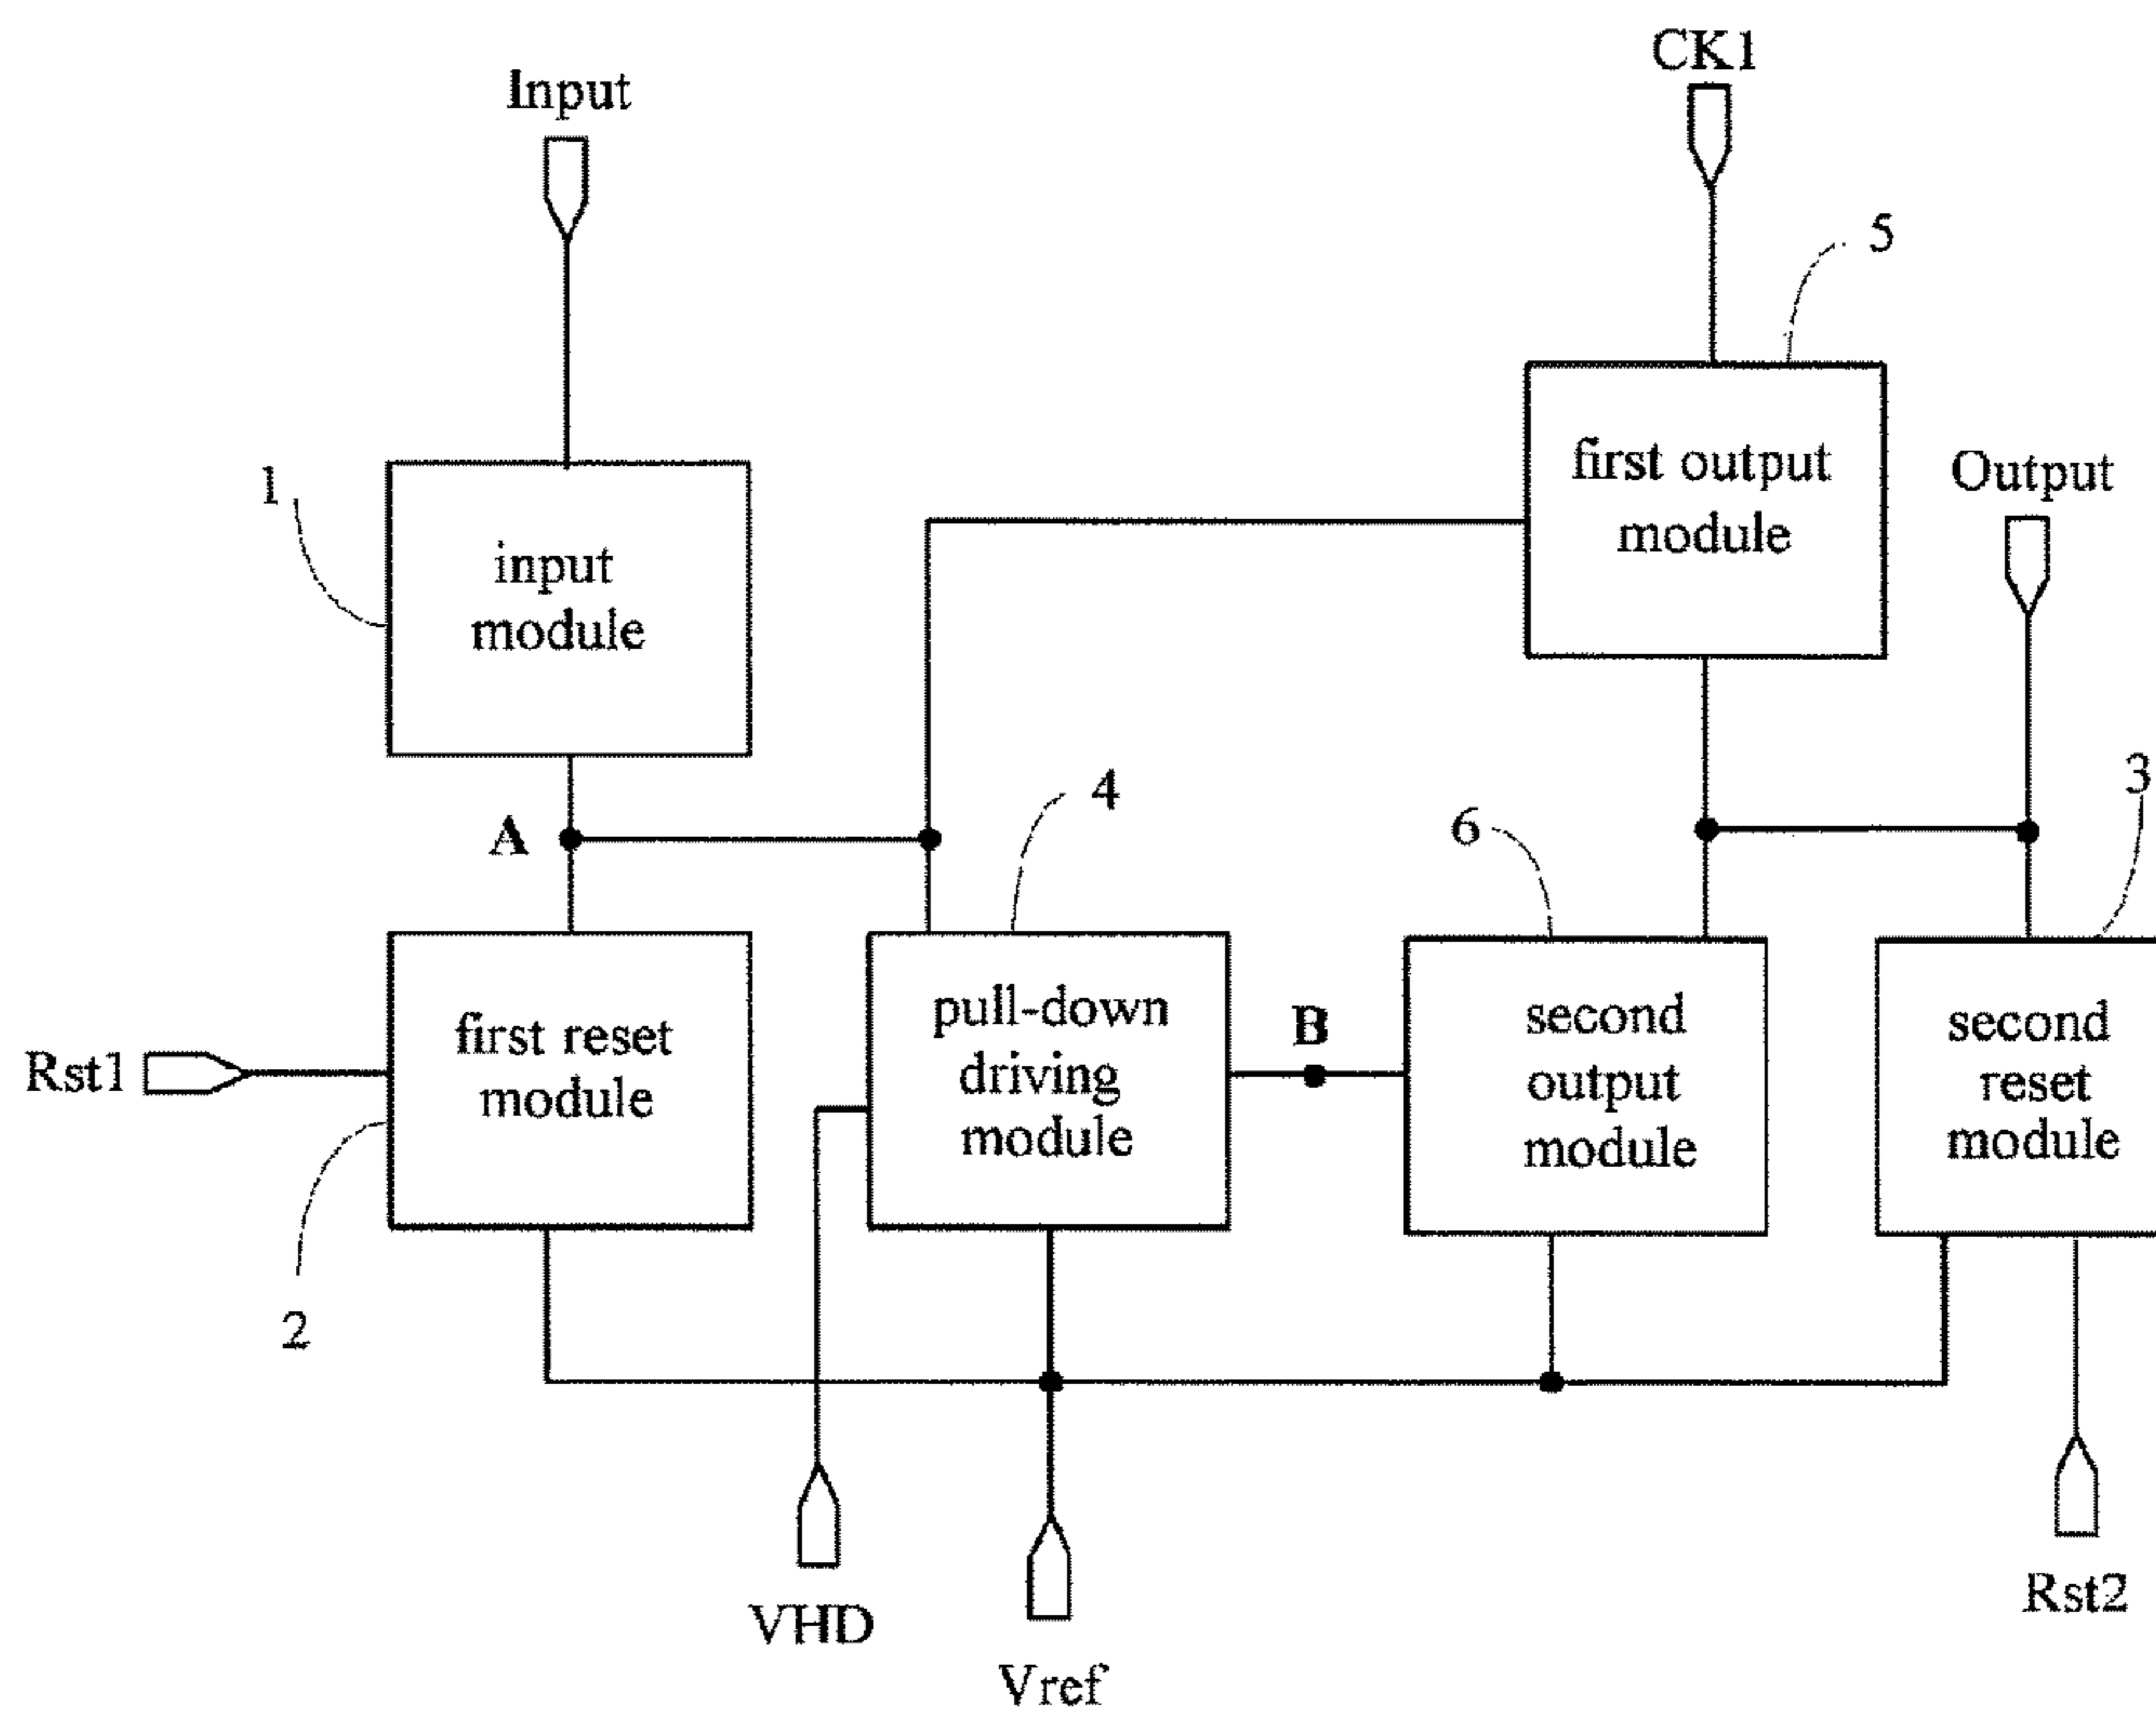 CK1
Input
5
first output
module
Output
1
input
module
4
6
3
A
B
first reset
module
pull-down
driving
module
second
output
module
second
reset
module
Rst1
2
VHD
Vref
Rst2